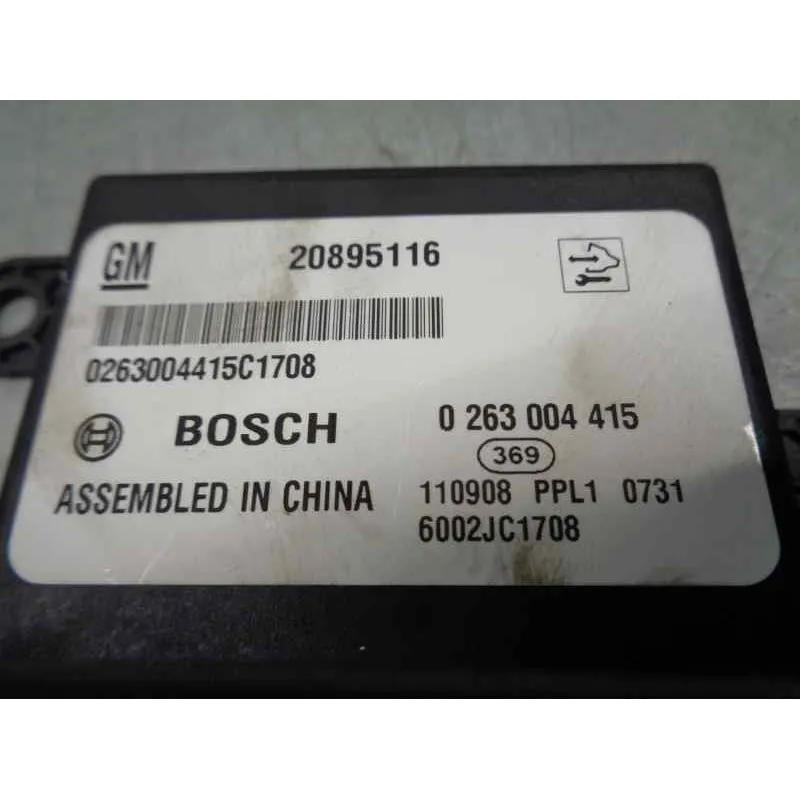 GM 20895116
0263004415C1708
BOSCH 0 263 004 415
369
ASSEMBLED IN CHINA 110908 PPL1 0731
6002JC1708